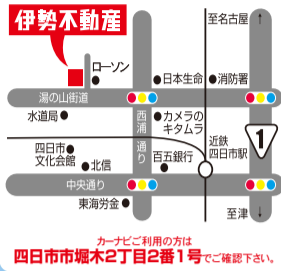 伊勢不動産
至名古屋
ローソン
日本生命
消防署
湯の山街道
水道局
西浦通り
カメラの
キタムラ
1
近鉄
四日市駅
四日市
文化会館
北信
百五銀行
中央通り
東海労金
至津
カーナビご利用の方は
四日市市堀木2丁目2番1号でご確認下さい。